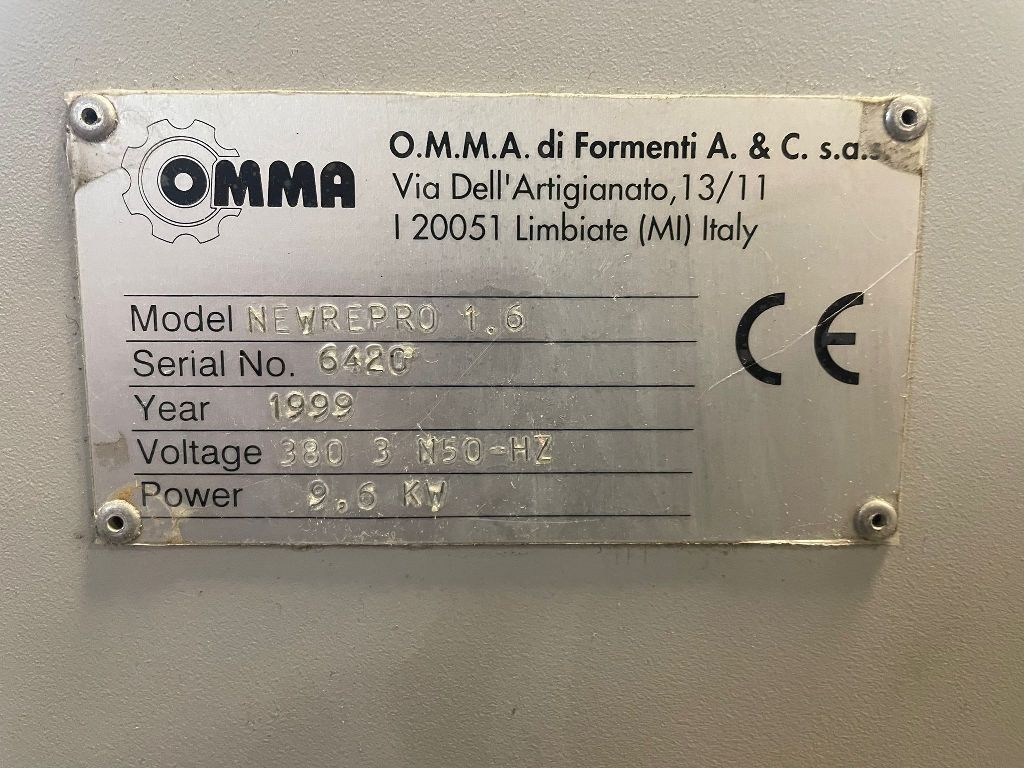 OMMA
O.M.M.A. di Formenti A. & C. s.a.s.
Via Dell'Artigianato,13/11
I 20051 Limbiate (MI) Italy
Model NEWREPRO 1.6
Serial No. 6420
Year 1999
Voltage 380 3 N50-HZ
Power 9,6 KW
CE